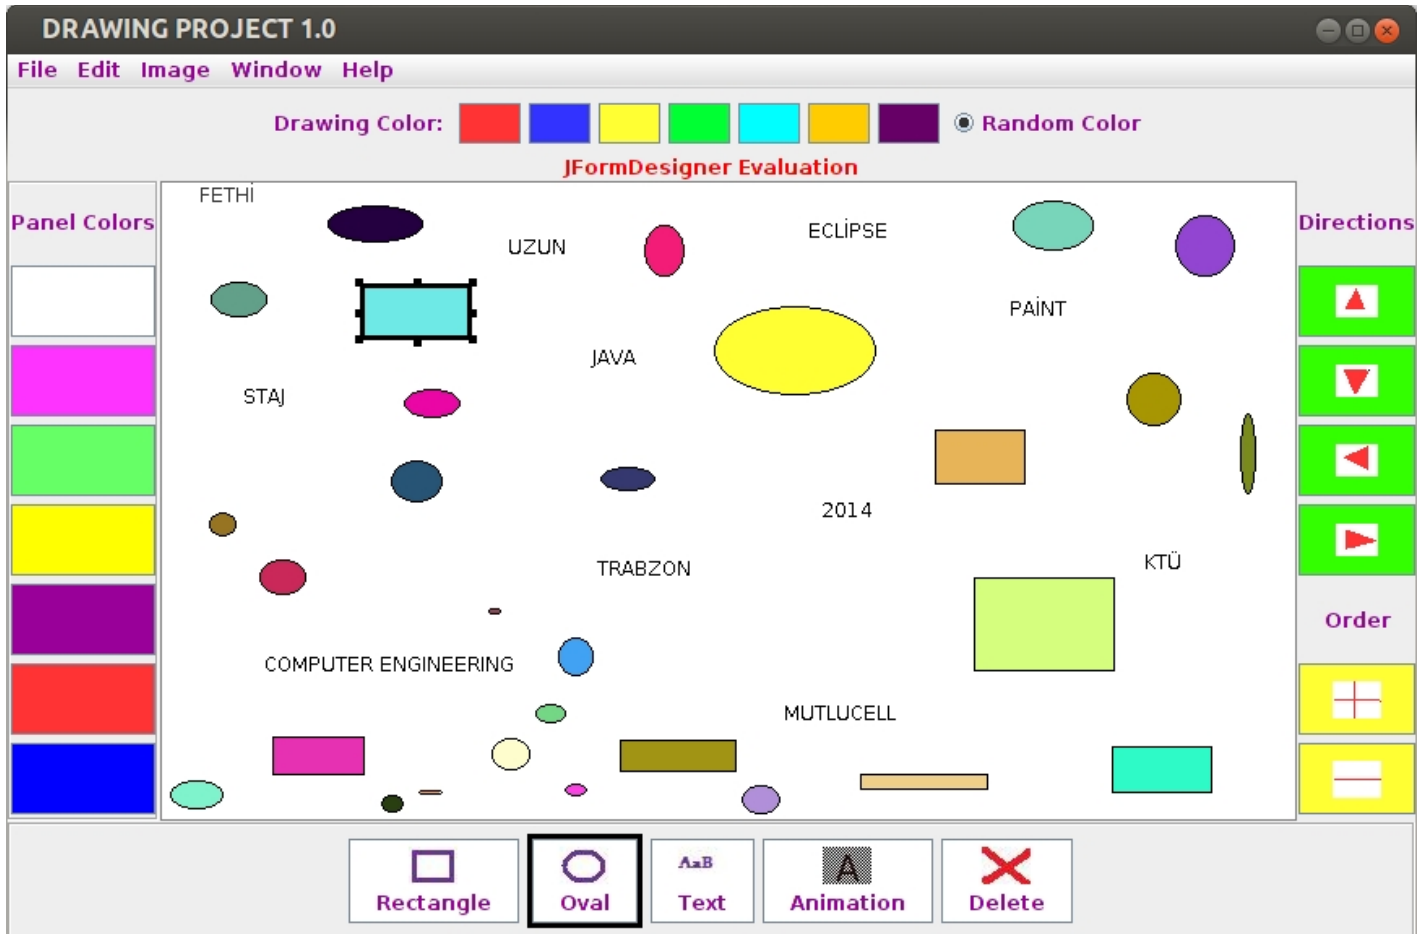 DRAWING PROJECT 1.0
File Edit Image Window Help
Drawing Color: Random Color
JFormDesigner Evaluation
Panel Colors
FETHİ
UZUN
ECLİPSE
PAİNT
JAVA
STAJ
2014
TRABZON
KTÜ
COMPUTER ENGINEERING
MUTLUCELL
Directions
Order
Rectangle
Oval
AaB
Text
A
Animation
Delete